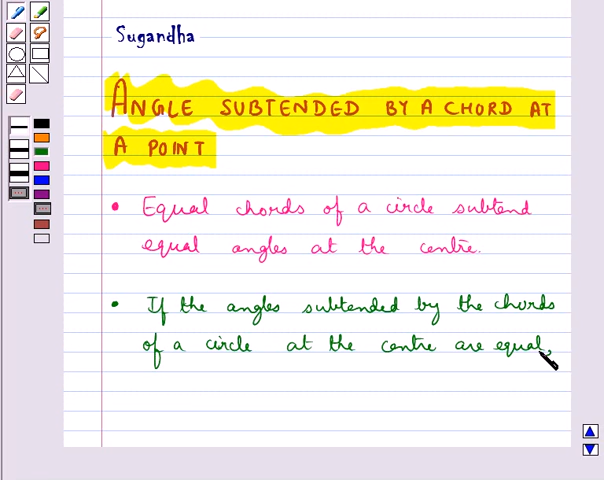 Sugandha
ANGLE SUBTENDED BY A CHORD AT
A POINT
• Equal chords of a circle subtend
equal angles at the centre.
• If the angles subtended by the chords
of a circle at the centre are equal,